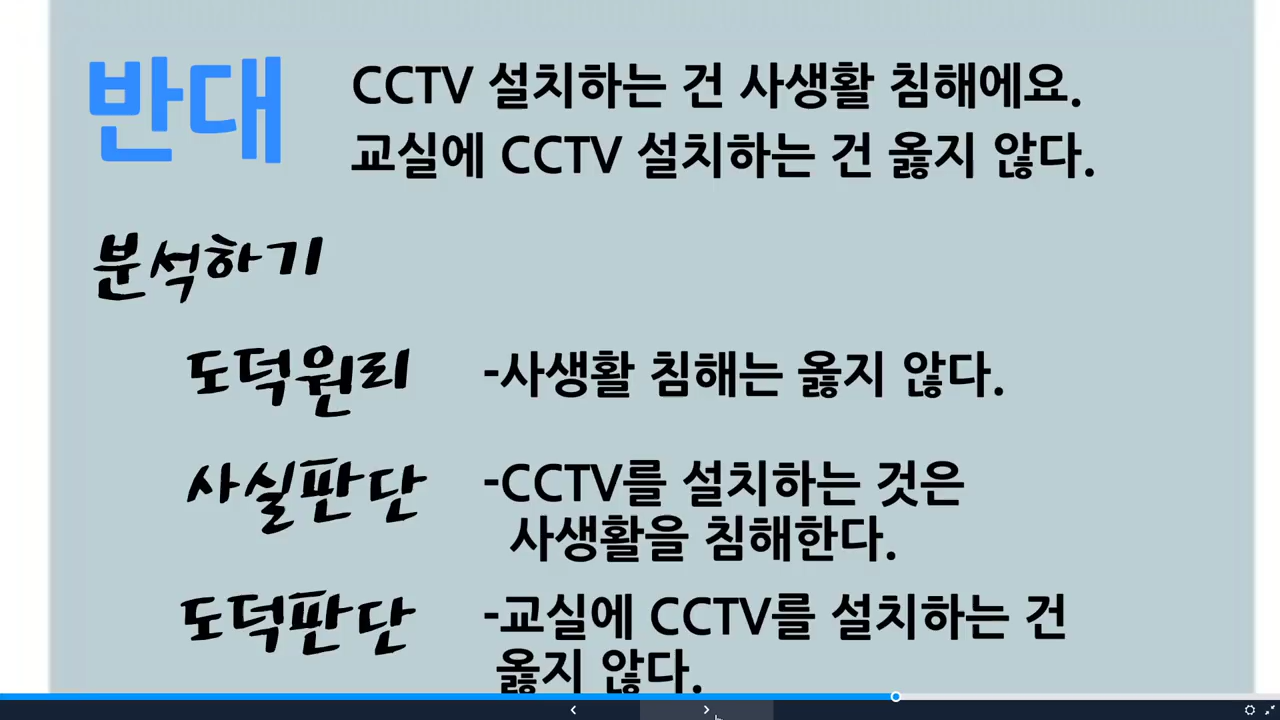 반대
CCTV 설치하는 건 사생활 침해에요.
교실에 CCTV 설치하는 건 옳지 않다.
분석하기
도덕원리 -사생활 침해는 옳지 않다.
사실판단 -CCTV를 설치하는 것은
사생활을 침해한다.
도덕판단 -교실에 CCTV를 설치하는 건
옳지 않다.